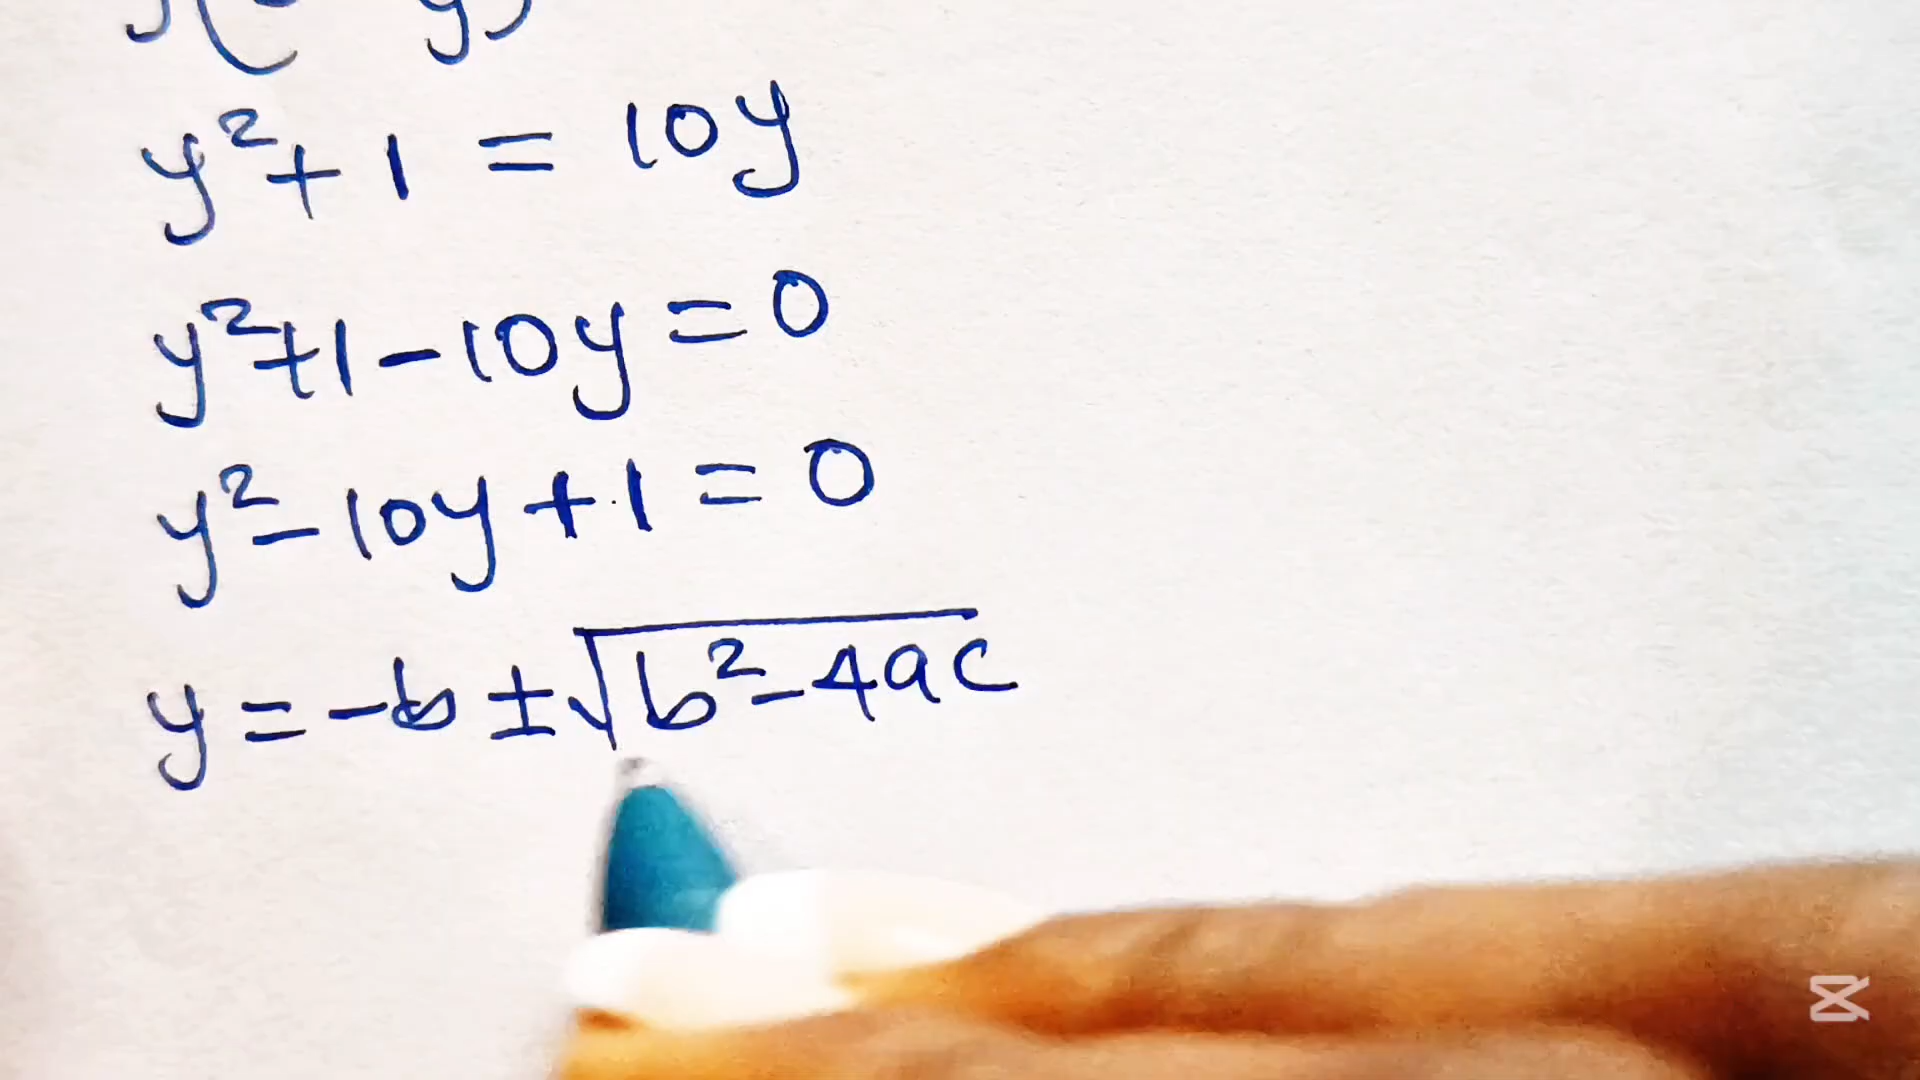 y² + 1 = 10y
y² + 1 - 10y = 0
y² - 10y + 1 = 0
y = -b ± √(b² - 4ac)